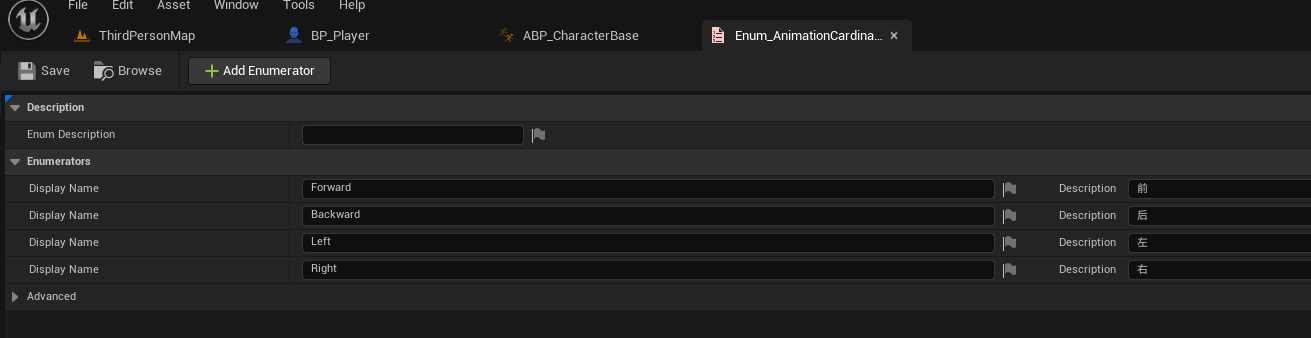 File Edit Asset Window Tools Help
ThirdPersonMap BP_Player ABP_CharacterBase Enum_AnimationCardina... ×
Save Browse Add Enumerator
Description
Enum Description
Enumerators
Display Name Forward Description 前
Display Name Backward Description 后
Display Name Left Description 左
Display Name Right Description 右
Advanced